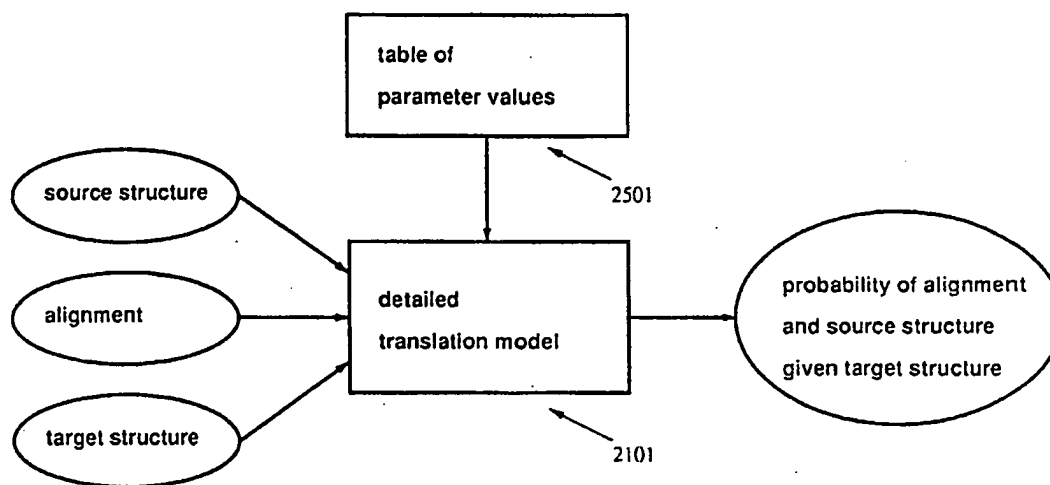 table of
parameter values
2501
source structure
alignment
target structure
detailed
translation model
2101
probability of alignment
and source structure
given target structure